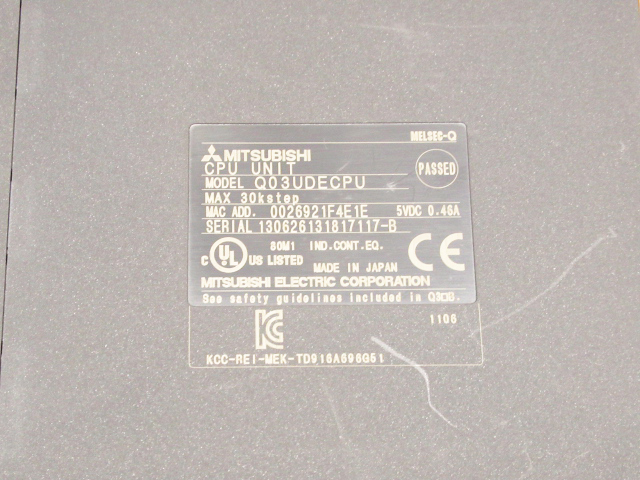 MELSEC-Q
MITSUBISHI
CPU UNIT
PASSED
MODEL Q03UDECPU
MAX 30kstep
MAC ADD. 0026921F4E1E 5VDC 0.46A
SERIAL 130626131817117-B
C UL US LISTED 80M1 IND.CONT.EQ. CE
MADE IN JAPAN
MITSUBISHI ELECTRIC CORPORATION
See safety guidelines included in Q3□B.
1106
KCC-REI-MEK-TD916A696G51